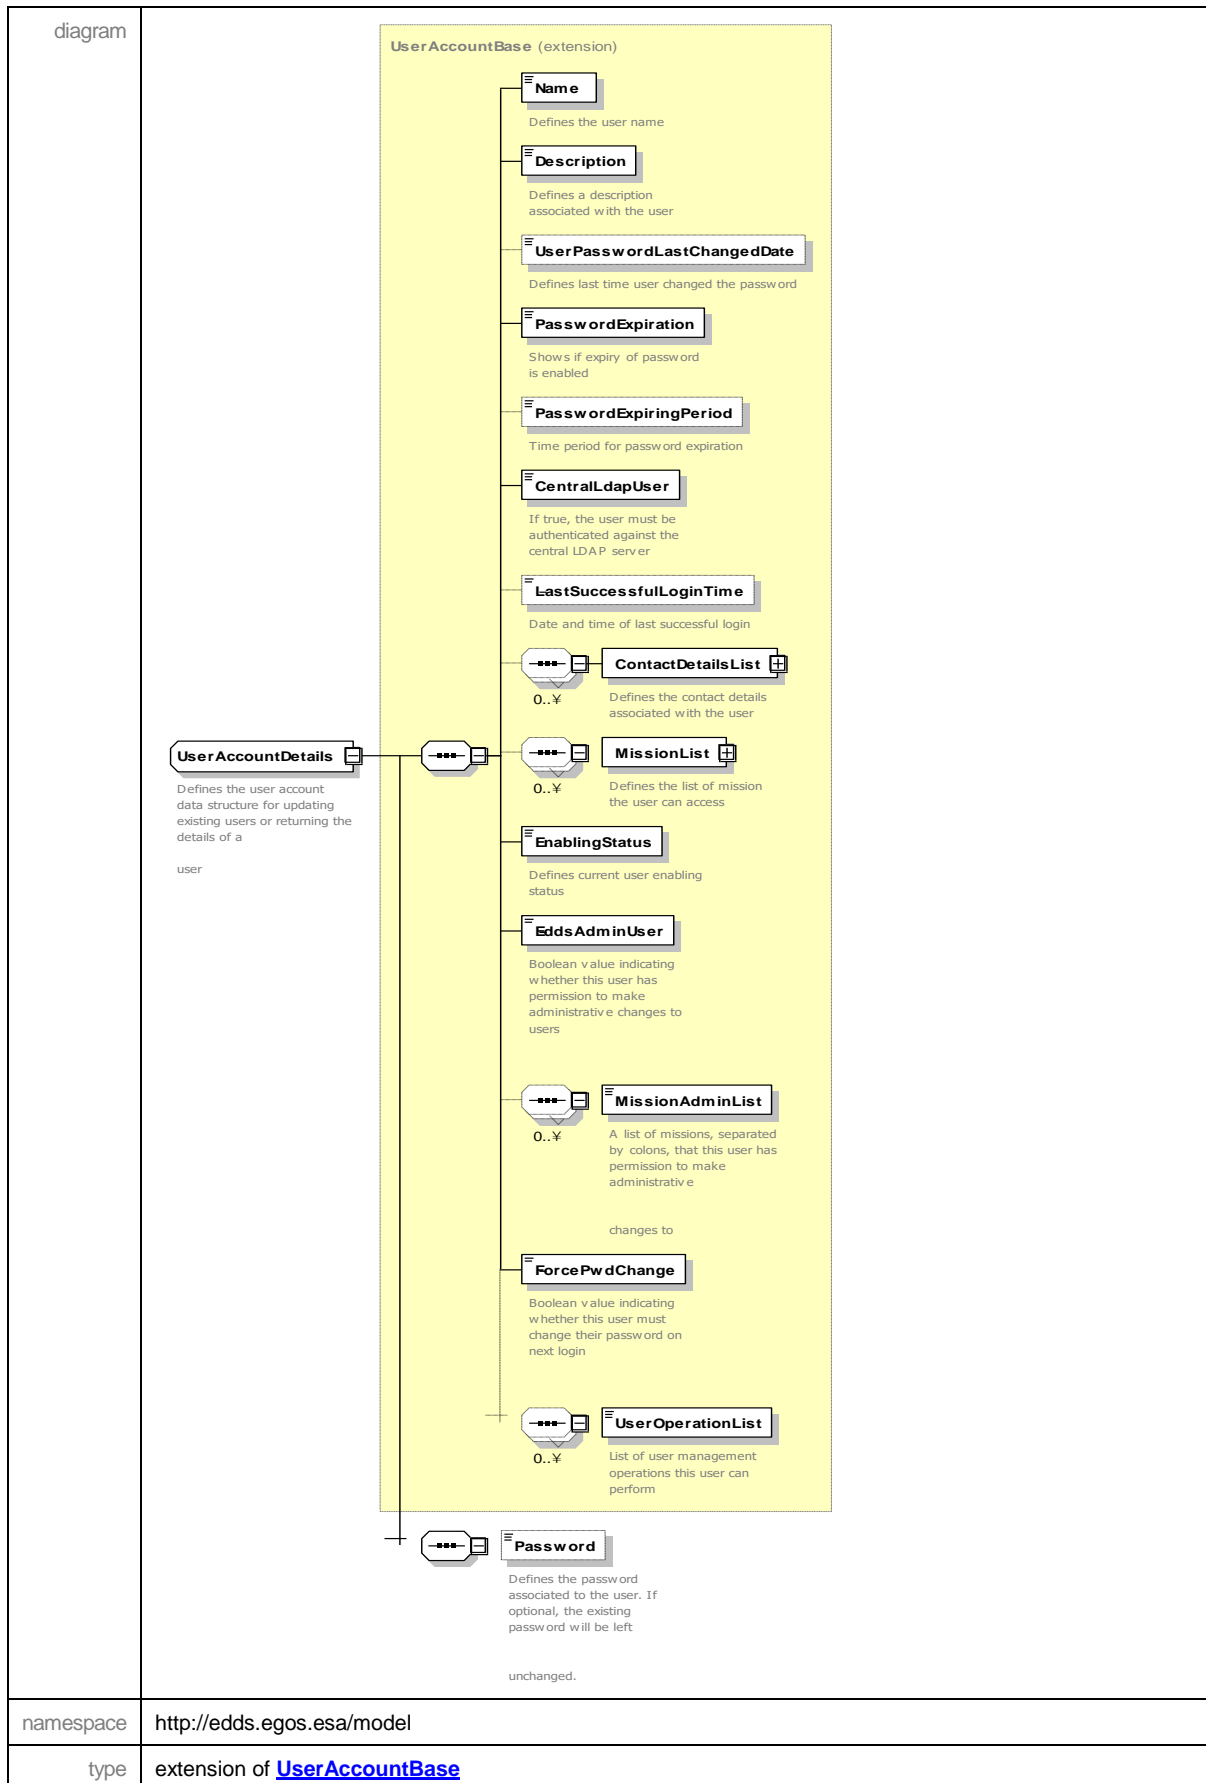 diagram
UserAccountBase (extension)
Name
Defines the user name
Description
Defines a description
associated with the user
UserPasswordLastChangedDate
Defines last time user changed the password
PasswordExpiration
Shows if expiry of password
is enabled
PasswordExpiringPeriod
Time period for password expiration
CentralLdapUser
If true, the user must be
authenticated against the
central LDAP server
LastSuccessfulLoginTime
Date and time of last successful login
ContactDetailsList
0..¥
Defines the contact details
associated with the user
MissionList
0..¥
Defines the list of mission
the user can access
UserAccountDetails
Defines the user account
data structure for updating
existing users or returning the
details of a
user
EnablingStatus
Defines current user enabling
status
EddsAdminUser
Boolean value indicating
whether this user has
permission to make
administrative changes to
users
MissionAdminList
0..¥
A list of missions, separated
by colons, that this user has
permission to make
administrative
changes to
ForcePwdChange
Boolean value indicating
whether this user must
change their password on
next login
UserOperationList
0..¥
List of user management
operations this user can
perform
Password
Defines the password
associated to the user. If
optional, the existing
password will be left
unchanged.
namespace http://edds.egos.esa/model
type extension of UserAccountBase